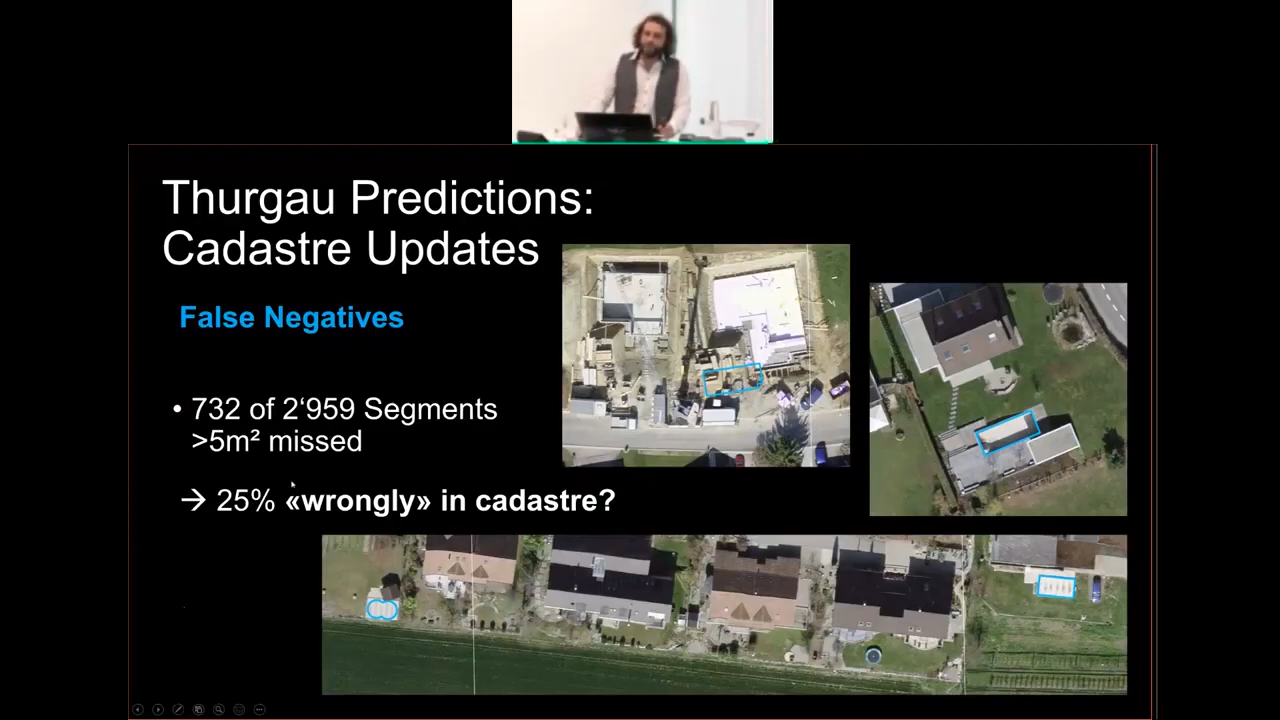 Thurgau Predictions:
Cadastre Updates
False Negatives
• 732 of 2‘959 Segments
>5m² missed
→ 25% «wrongly» in cadastre?